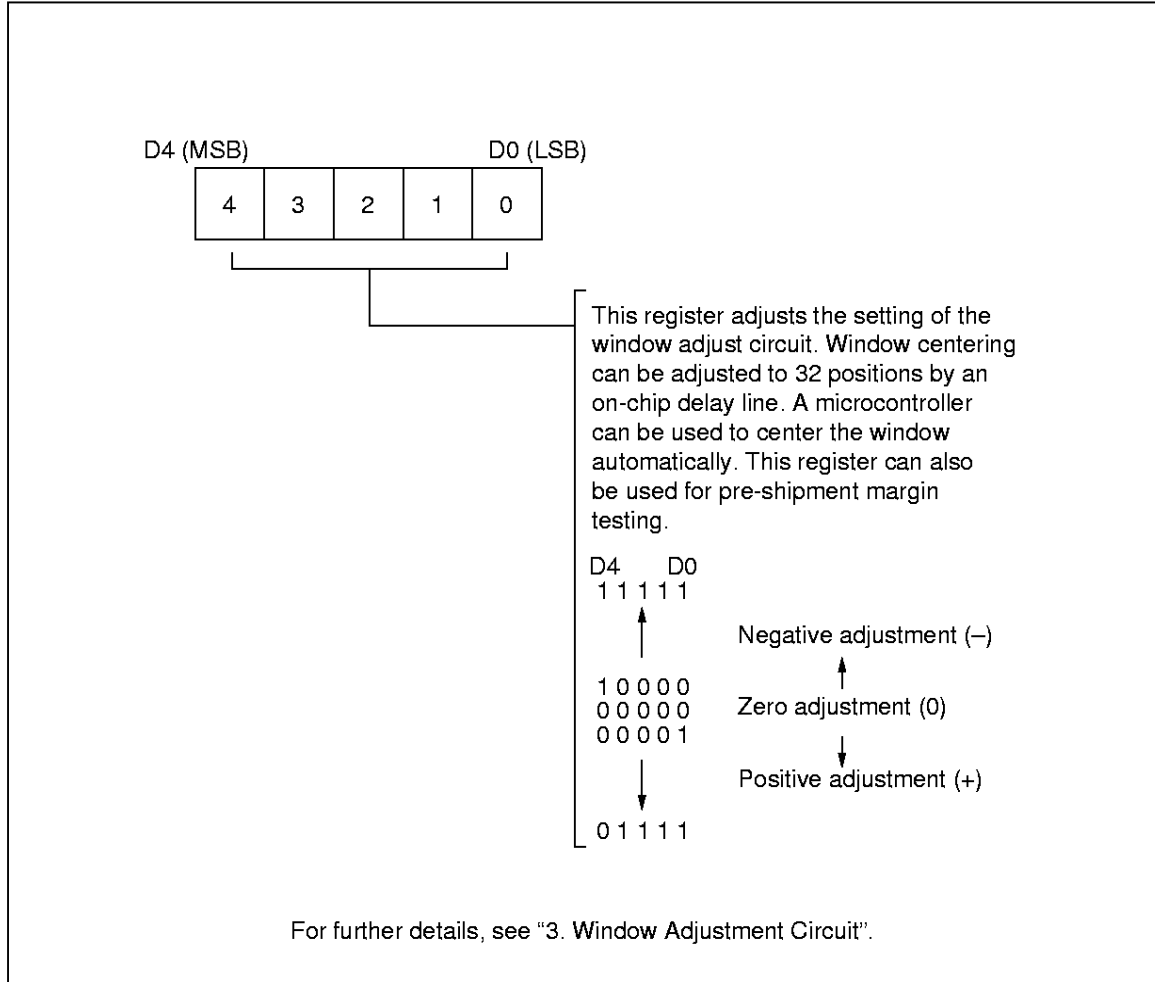 D4 (MSB) D0 (LSB)
4 3 2 1 0
This register adjusts the setting of the
window adjust circuit. Window centering
can be adjusted to 32 positions by an
on-chip delay line. A microcontroller
can be used to center the window
automatically. This register can also
be used for pre-shipment margin
testing.
D4 D0
1 1 1 1 1
Negative adjustment (–)
1 0 0 0 0
0 0 0 0 0 Zero adjustment (0)
0 0 0 0 1
Positive adjustment (+)
0 1 1 1 1
For further details, see “3. Window Adjustment Circuit”.